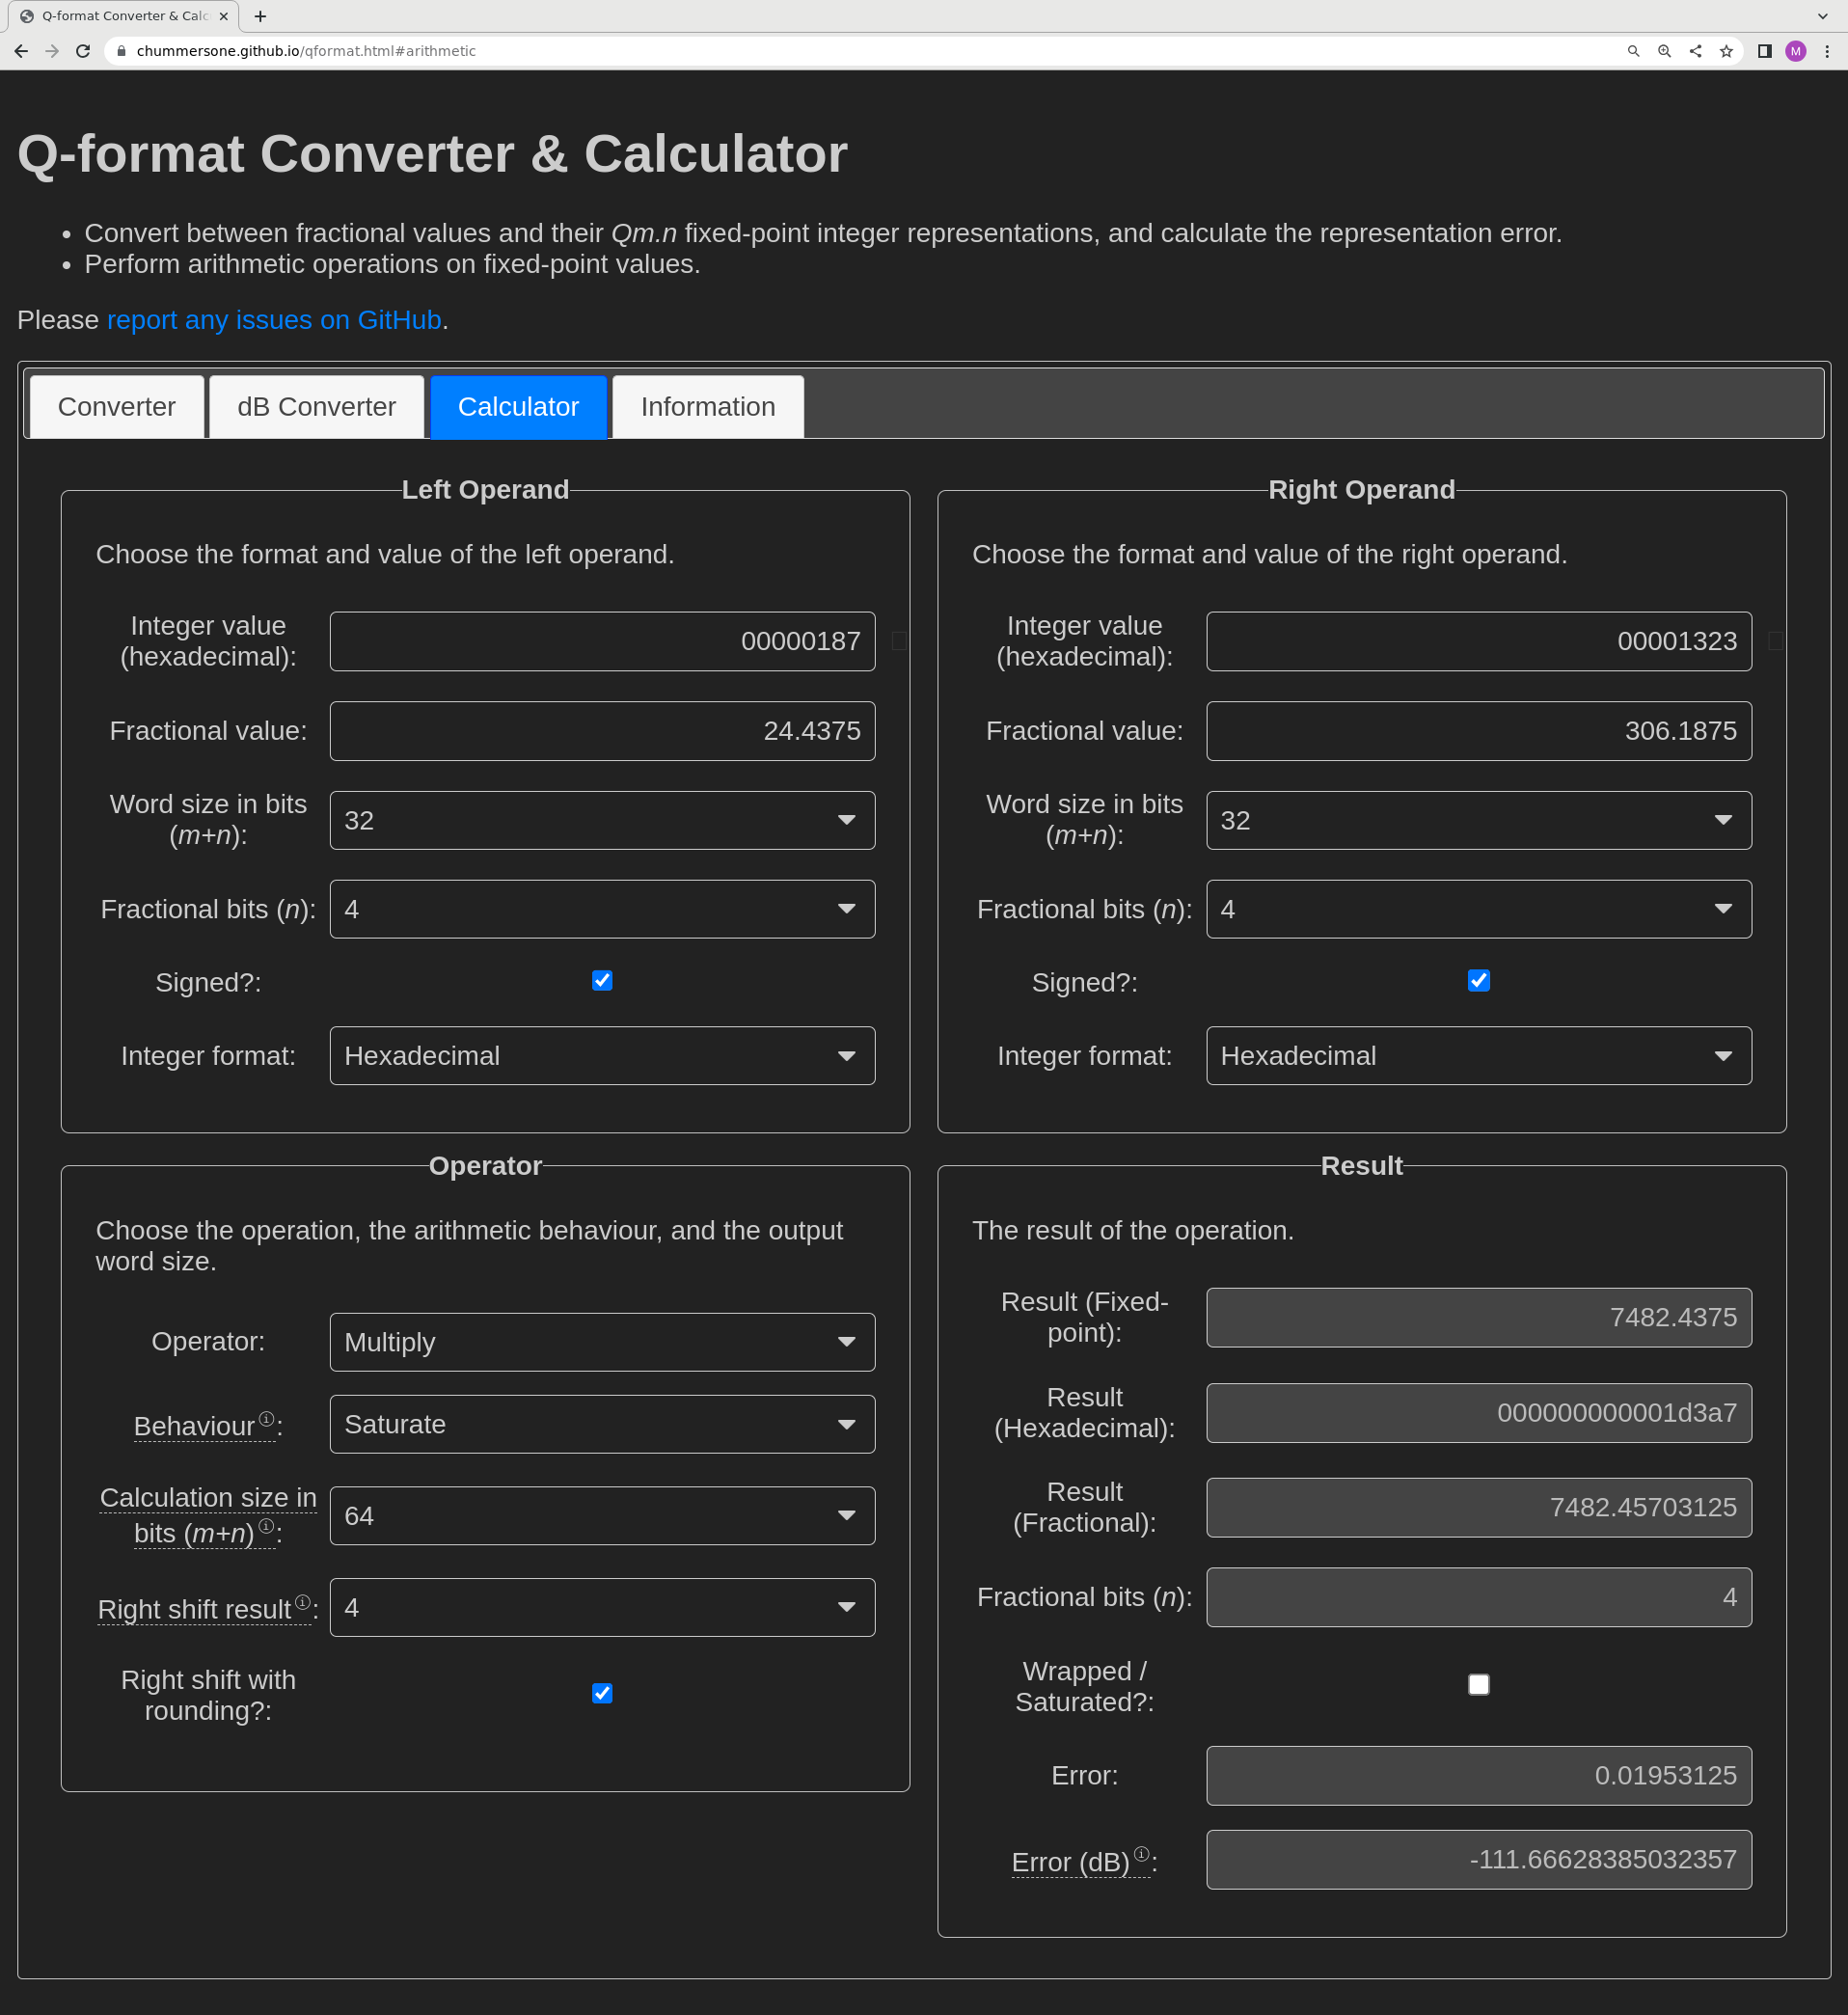 Q-format Converter & Calc
chummersone.github.io/qformat.html#arithmetic
M
Q-format Converter & Calculator
• Convert between fractional values and their Qm.n fixed-point integer representations, and calculate the representation error.
• Perform arithmetic operations on fixed-point values.
Please report any issues on GitHub.
Converter dB Converter Calculator Information
Left Operand
Choose the format and value of the left operand.
Integer value
(hexadecimal):
00000187
Fractional value:
24.4375
Word size in bits
(m+n):
32
Fractional bits (n):
4
Signed?:
Integer format:
Hexadecimal
Right Operand
Choose the format and value of the right operand.
Integer value
(hexadecimal):
00001323
Fractional value:
306.1875
Word size in bits
(m+n):
32
Fractional bits (n):
4
Signed?:
Integer format:
Hexadecimal
Operator
Choose the operation, the arithmetic behaviour, and the output
word size.
Operator:
Multiply
Behaviourⓘ:
Saturate
Calculation size in
bits (m+n)ⓘ:
64
Right shift resultⓘ:
4
Right shift with
rounding?:
Result
The result of the operation.
Result (Fixed-
point):
7482.4375
Result
(Hexadecimal):
000000000001d3a7
Result
(Fractional):
7482.45703125
Fractional bits (n):
4
Wrapped /
Saturated?:
Error:
0.01953125
Error (dB)ⓘ:
-111.66628385032357